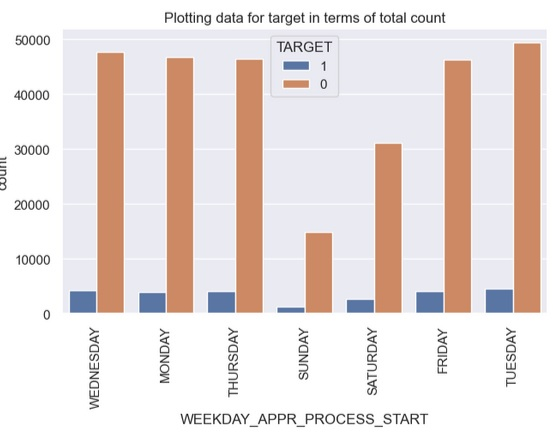 Plotting data for target in terms of total count
TARGET
1
0
50000
40000
30000
20000
10000
0
count
WEDNESDAY
MONDAY
THURSDAY
SUNDAY
SATURDAY
FRIDAY
TUESDAY
WEEKDAY_APPR_PROCESS_START